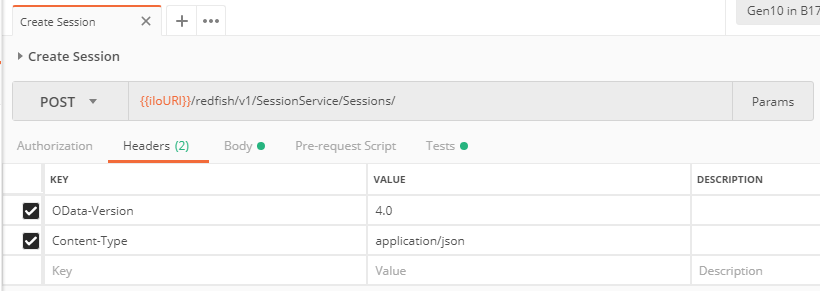 Create Session
Gen10 in B17
Create Session
POST {{iloURI}}/redfish/v1/SessionService/Sessions/ Params
Authorization Headers (2) Body Pre-request Script Tests
KEY VALUE DESCRIPTION
OData-Version 4.0
Content-Type application/json
Key Value Description